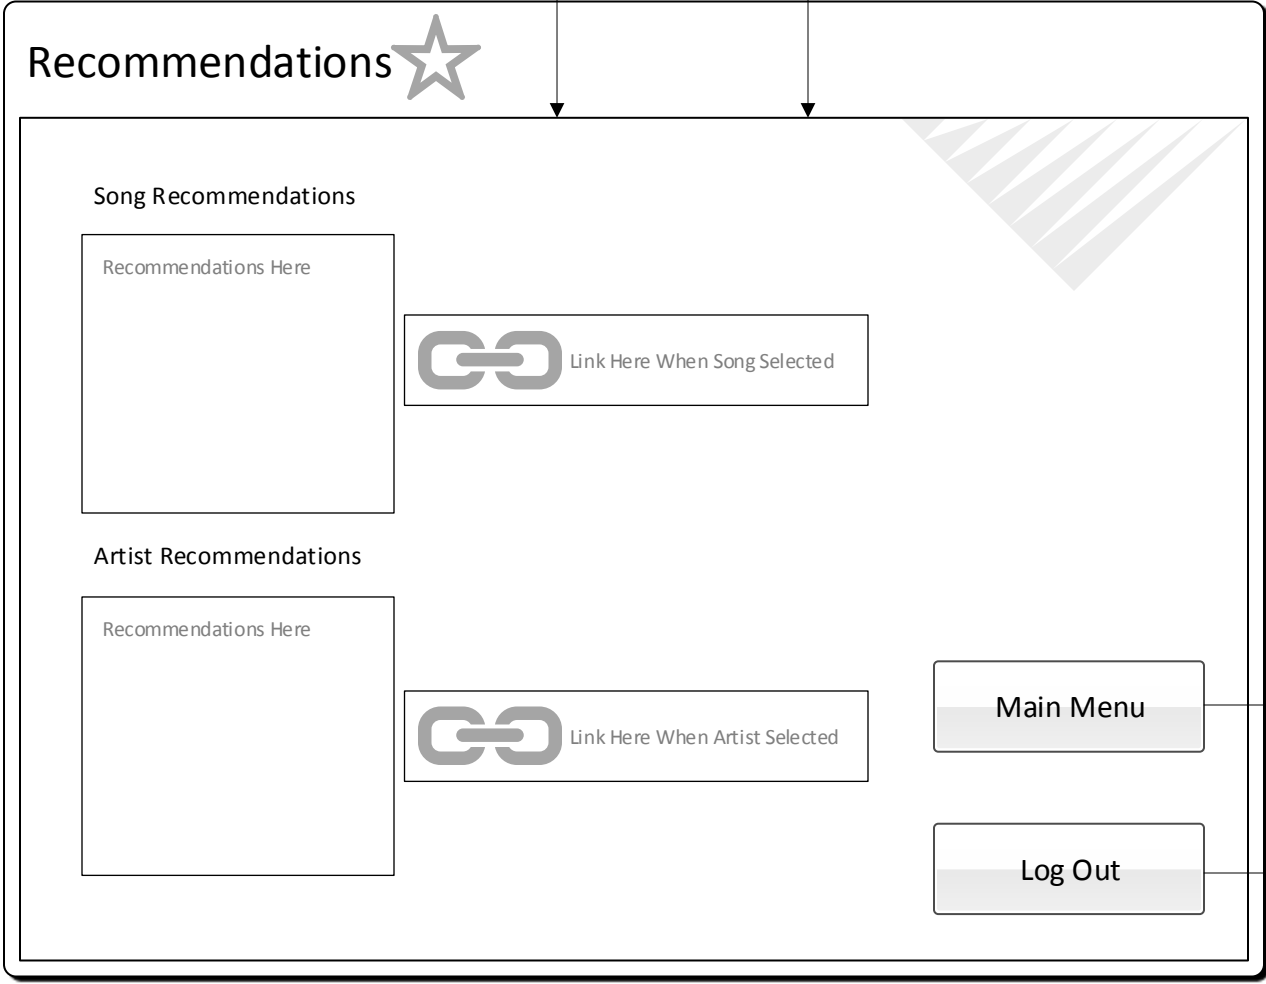 Recommendations
Song Recommendations
Recommendations Here
Link Here When Song Selected
Artist Recommendations
Recommendations Here
Link Here When Artist Selected
Main Menu
Log Out